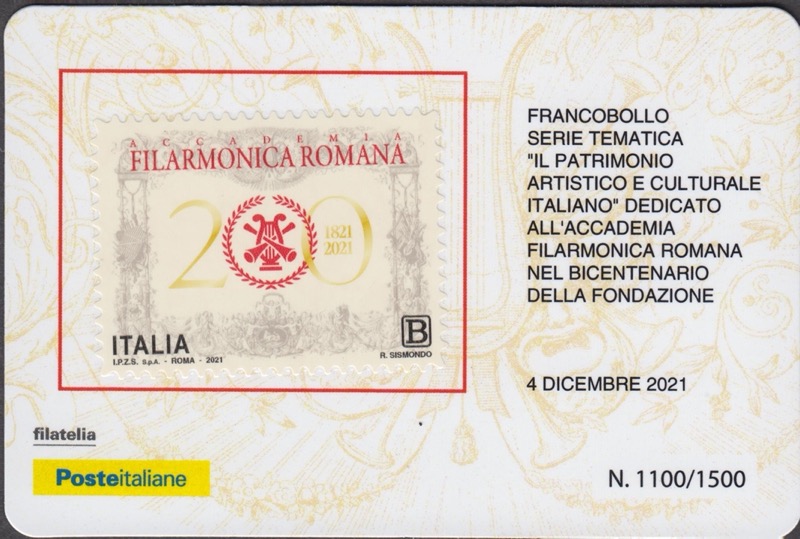 ACCADEMIA
FILARMONICA ROMANA
200
1821
2021
ITALIA
I.P.Z.S. S.p.A. - ROMA - 2021
B
R. SISMONDO
FRANCOBOLLO
SERIE TEMATICA
"IL PATRIMONIO
ARTISTICO E CULTURALE
ITALIANO" DEDICATO
ALL'ACCADEMIA
FILARMONICA ROMANA
NEL BICENTENARIO
DELLA FONDAZIONE
4 DICEMBRE 2021
filatelia
Posteitaliane
N. 1100/1500